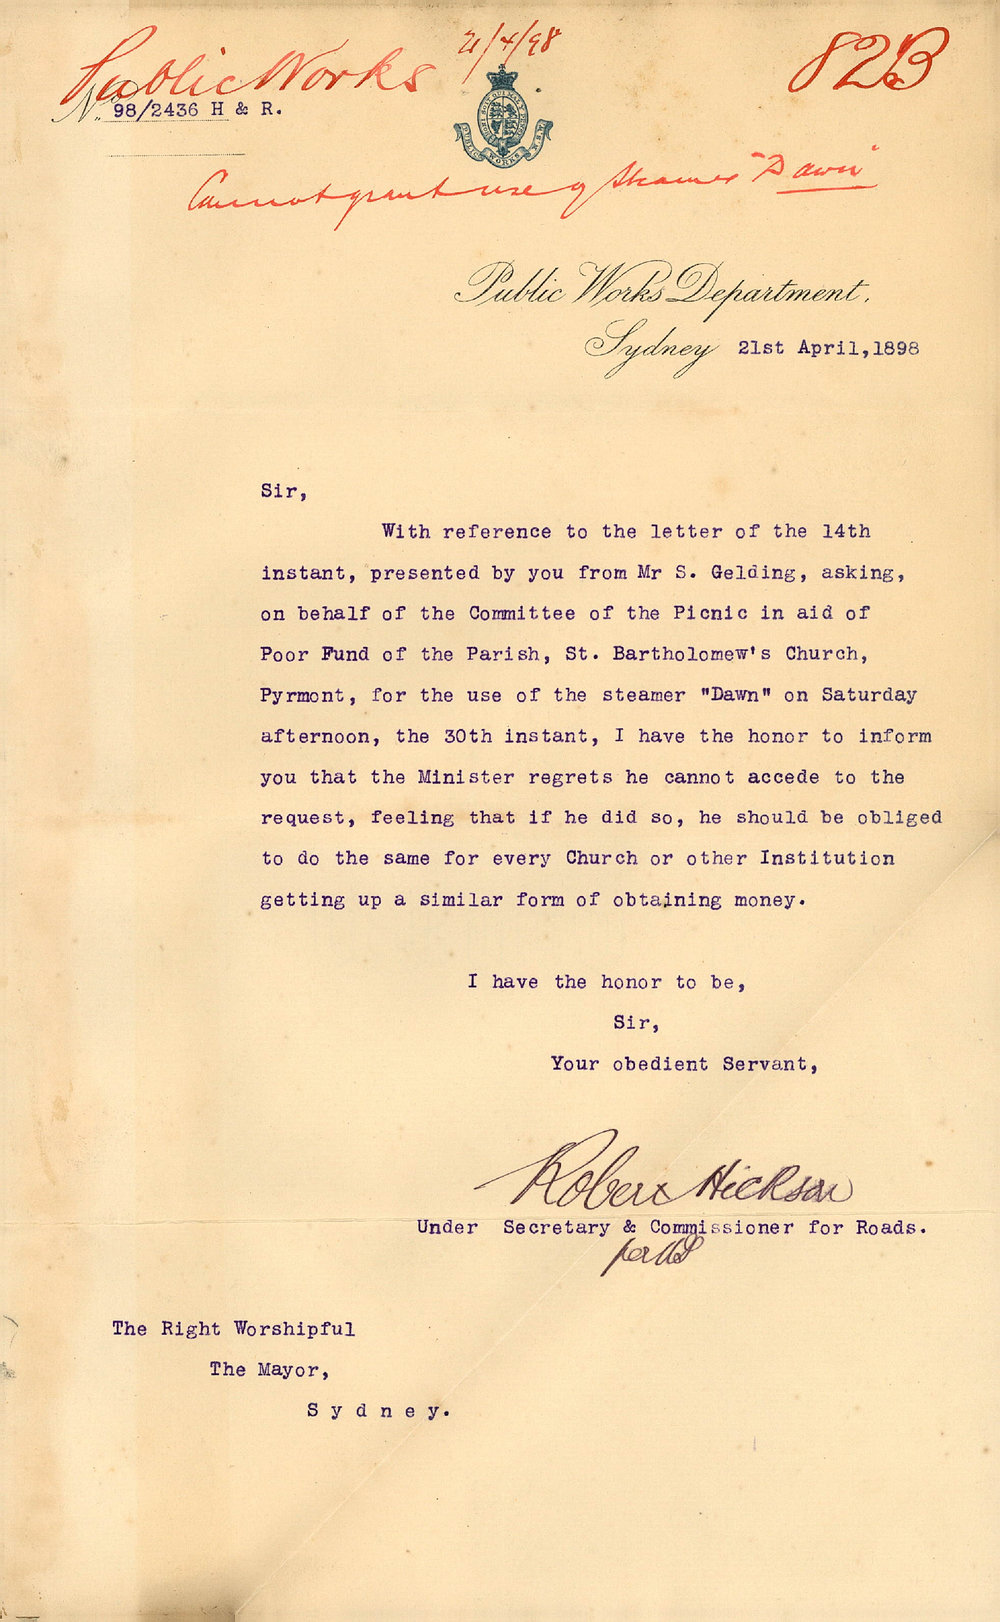 Public Works 21/4/98 82B
No. 98/2436 H & R.
PUBLIC WORKS N.S.W.
Cannot grant use of steamer "Dawn"
Public Works Department,
Sydney 21st April,1898
Sir,
With reference to the letter of the 14th
instant, presented by you from Mr S. Gelding, asking,
on behalf of the Committee of the Picnic in aid of
Poor Fund of the Parish, St. Bartholomew's Church,
Pyrmont, for the use of the steamer "Dawn" on Saturday
afternoon, the 30th instant, I have the honor to inform
you that the Minister regrets he cannot accede to the
request, feeling that if he did so, he should be obliged
to do the same for every Church or other Institution
getting up a similar form of obtaining money.
I have the honor to be,
Sir,
Your obedient Servant,
Robert Hickson
Under Secretary & Commissioner for Roads.
per
The Right Worshipful
The Mayor,
Sydney.